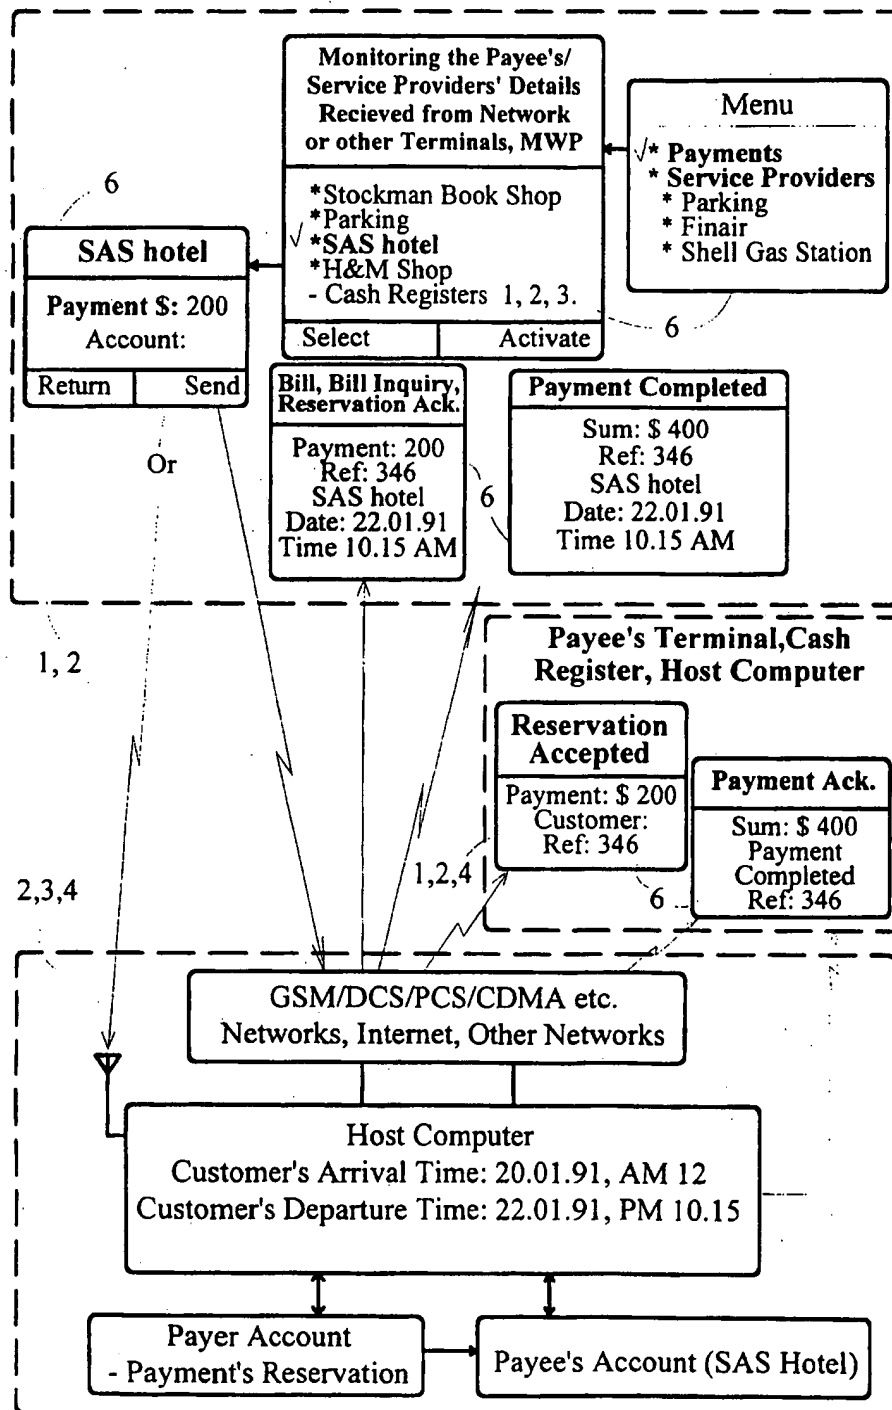 Monitoring the Payee's/
Service Providers' Details
Recieved from Network
or other Terminals, MWP
*Stockman Book Shop
*Parking
*SAS hotel
*H&M Shop
- Cash Registers 1, 2, 3.
Select Activate
Menu
* Payments
* Service Providers
* Parking
* Finair
* Shell Gas Station
6
6
SAS hotel
Payment $: 200
Account:
Return Send
Or
Bill, Bill Inquiry,
Reservation Ack.
Payment: 200
Ref: 346
SAS hotel
Date: 22.01.91
Time 10.15 AM
6
Payment Completed
Sum: $ 400
Ref: 346
SAS hotel
Date: 22.01.91
Time 10.15 AM
1, 2
Payee's Terminal,Cash
Register, Host Computer
Reservation
Accepted
Payment: $ 200
Customer:
Ref: 346
Payment Ack.
Sum: $ 400
Payment
Completed
Ref: 346
1,2,4
6
2,3,4
GSM/DCS/PCS/CDMA etc.
Networks, Internet, Other Networks
Host Computer
Customer's Arrival Time: 20.01.91, AM 12
Customer's Departure Time: 22.01.91, PM 10.15
Payer Account
- Payment's Reservation
Payee's Account (SAS Hotel)